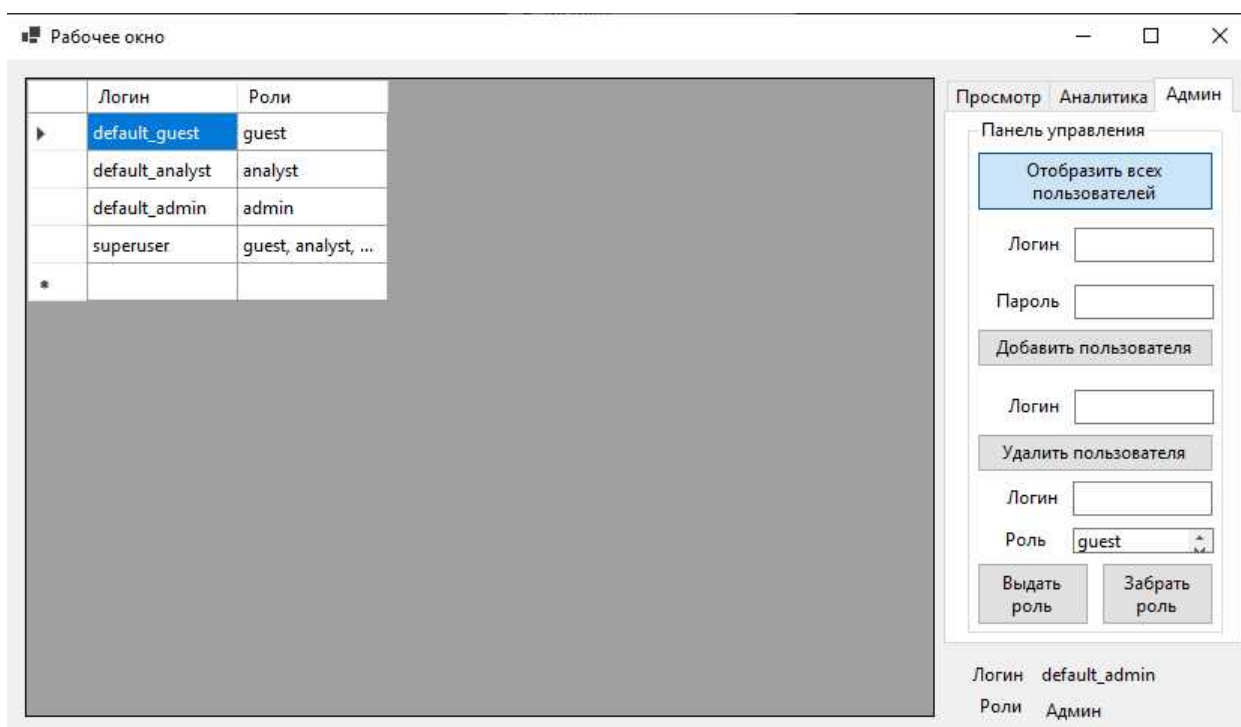 Рабочее окно
Логин Роли
default_guest guest
default_analyst analyst
default_admin admin
superuser guest, analyst, ...
Просмотр Аналитика Админ
Панель управления
Отобразить всех
пользователей
Логин
Пароль
Добавить пользователя
Логин
Удалить пользователя
Логин
Роль guest
Выдать
роль
Забрать
роль
Логин default_admin
Роли Админ